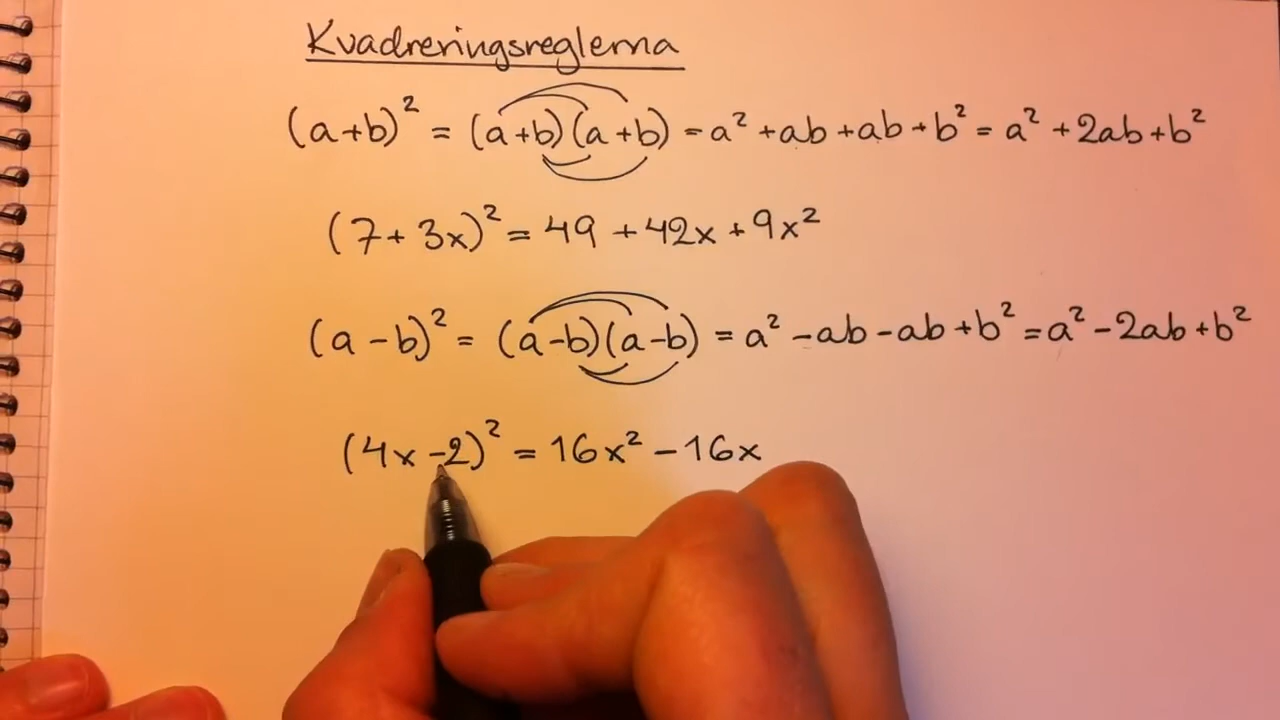 Kvadreringsreglerna
(a+b)² = (a+b)(a+b) = a² + ab + ab + b² = a² + 2ab + b²
(7 + 3x)² = 49 + 42x + 9x²
(a - b)² = (a-b)(a-b) = a² - ab - ab + b² = a² - 2ab + b²
(4x - 2)² = 16x² - 16x